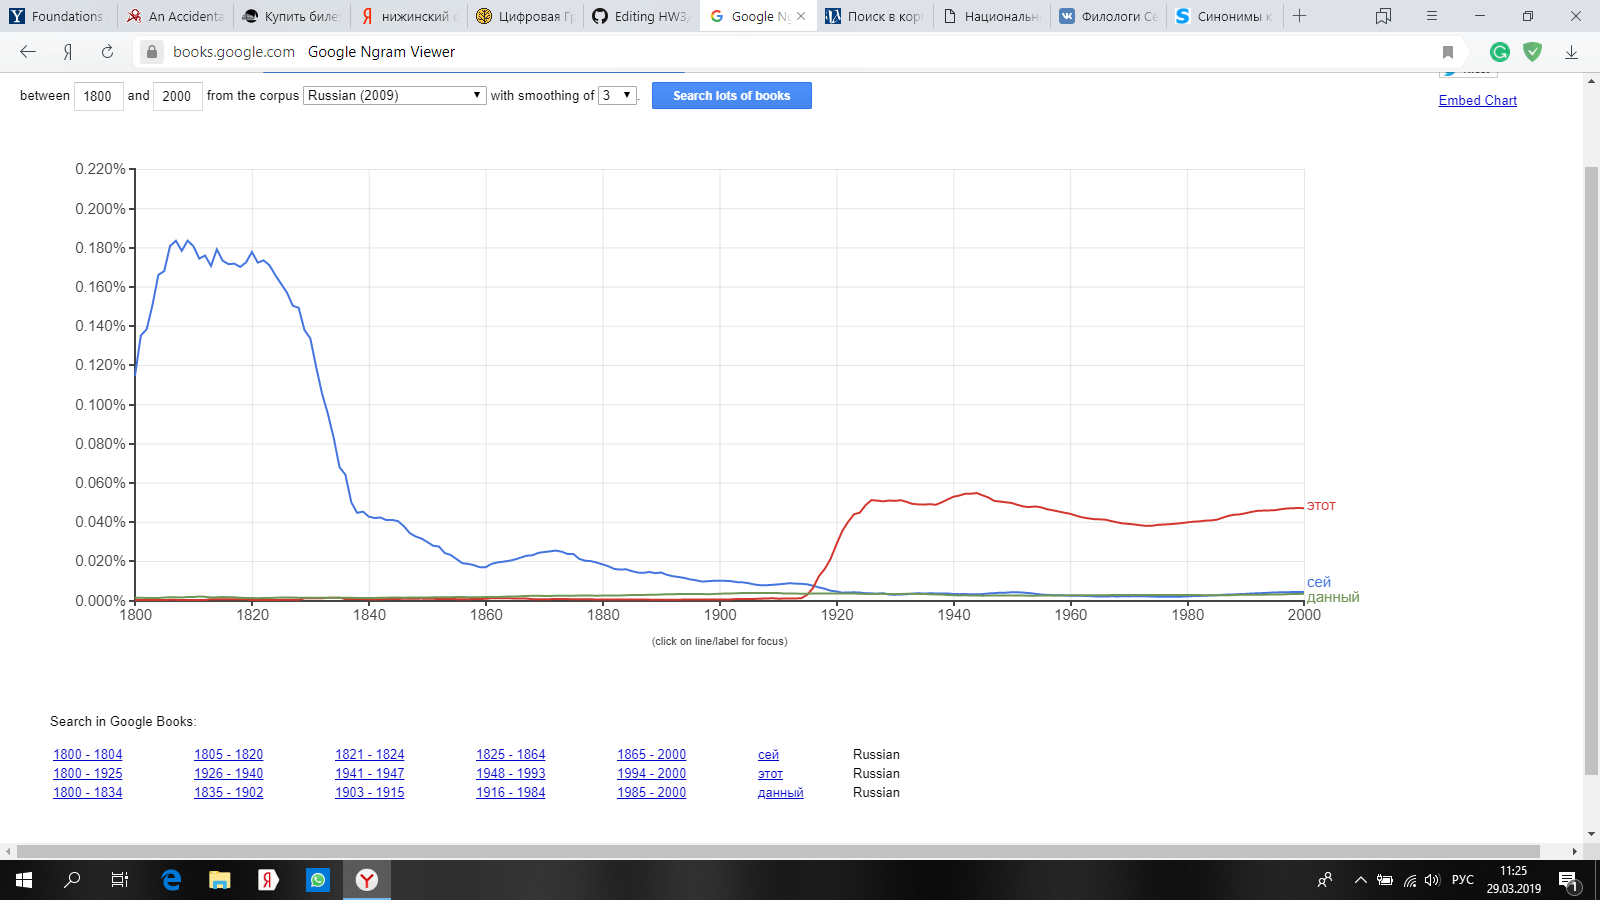 Foundations
An Accidenta
Купить биле
нижинский с
Цифровая Гр
Editing HW3/
Google Ng
Поиск в корп
Национальн
Филологи Се
Синонимы к
books.google.com Google Ngram Viewer
between 1800 and 2000 from the corpus Russian (2009) with smoothing of 3 . Search lots of books
Embed Chart
0.220%
0.200%
0.180%
0.160%
0.140%
0.120%
0.100%
0.080%
0.060%
0.040%
0.020%
0.000%
этот
сей
данный
1800 1820 1840 1860 1880 1900 1920 1940 1960 1980 2000
(click on line/label for focus)
Search in Google Books:
1800 - 1804 1805 - 1820 1821 - 1824 1825 - 1864 1865 - 2000 сей Russian
1800 - 1925 1926 - 1940 1941 - 1947 1948 - 1993 1994 - 2000 этот Russian
1800 - 1834 1835 - 1902 1903 - 1915 1916 - 1984 1985 - 2000 данный Russian
РУС
11:25
29.03.2019
1